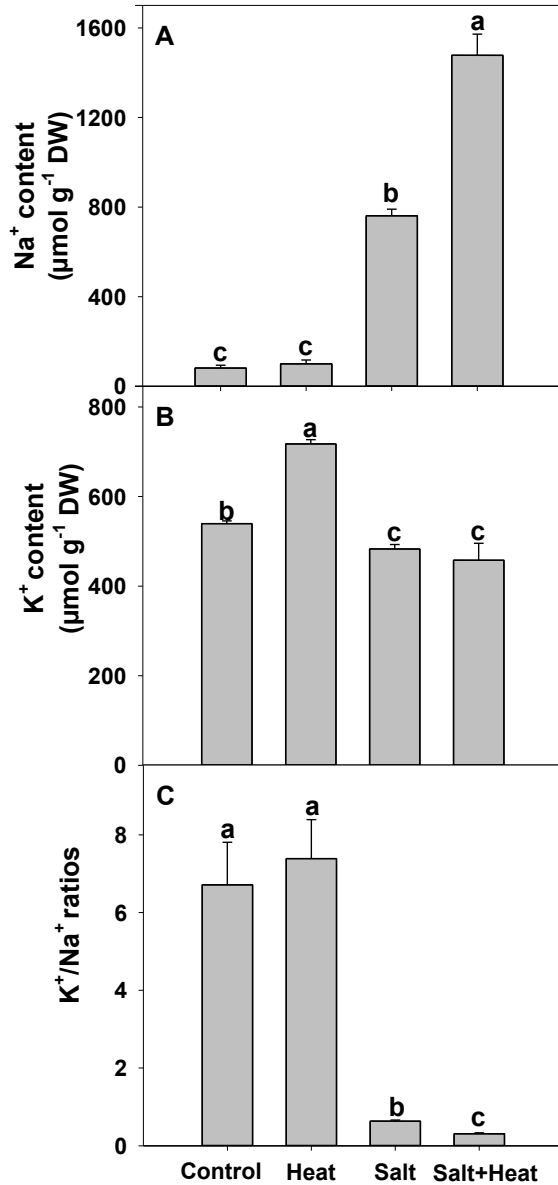 A
Na⁺ content
(µmol g⁻¹ DW)
1600
1200
800
400
0
c
c
b
a
B
K⁺ content
(µmol g⁻¹ DW)
800
600
400
200
0
b
a
c
c
C
K⁺/Na⁺ ratios
8
6
4
2
0
a
a
b
c
Control Heat Salt Salt+Heat